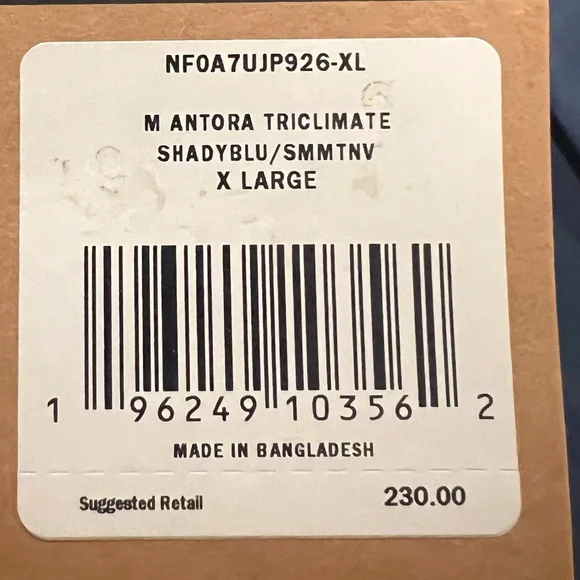 NF0A7UJP926-XL
M ANTORA TRICLIMATE
SHADYBLU/SMMTNV
X LARGE
1 96249 10356 2
MADE IN BANGLADESH
Suggested Retail 230.00